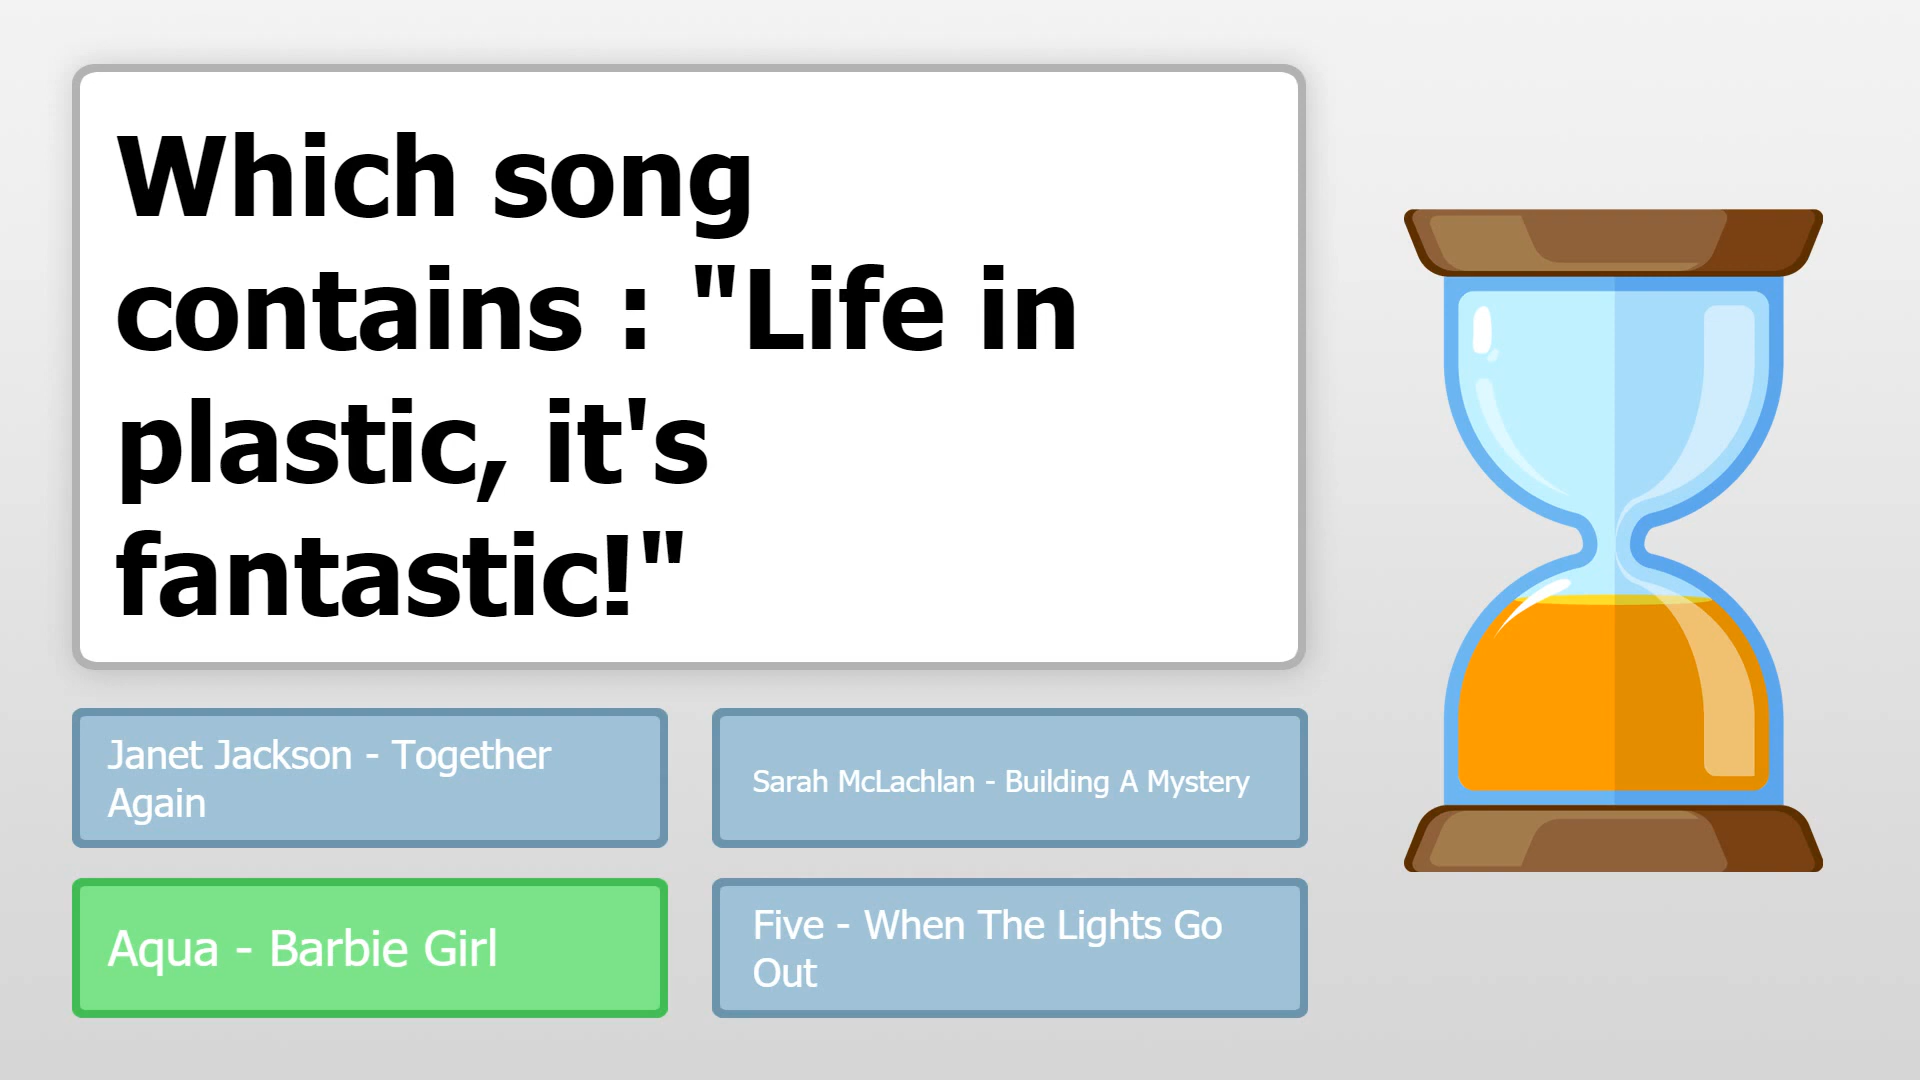 Which song
contains : "Life in
plastic, it's
fantastic!"
Janet Jackson - Together
Again
Sarah McLachlan - Building A Mystery
Aqua - Barbie Girl
Five - When The Lights Go
Out